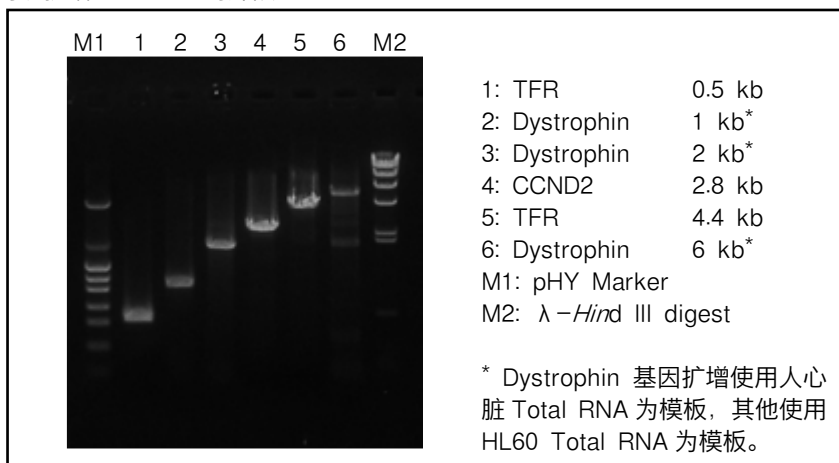 M1 1 2 3 4 5 6 M2
1: TFR 0.5 kb
2: Dystrophin 1 kb*
3: Dystrophin 2 kb*
4: CCND2 2.8 kb
5: TFR 4.4 kb
6: Dystrophin 6 kb*
M1: pHY Marker
M2: λ-Hind III digest
* Dystrophin 基因扩增使用人心
脏 Total RNA 为模板，其他使用
HL60 Total RNA 为模板。